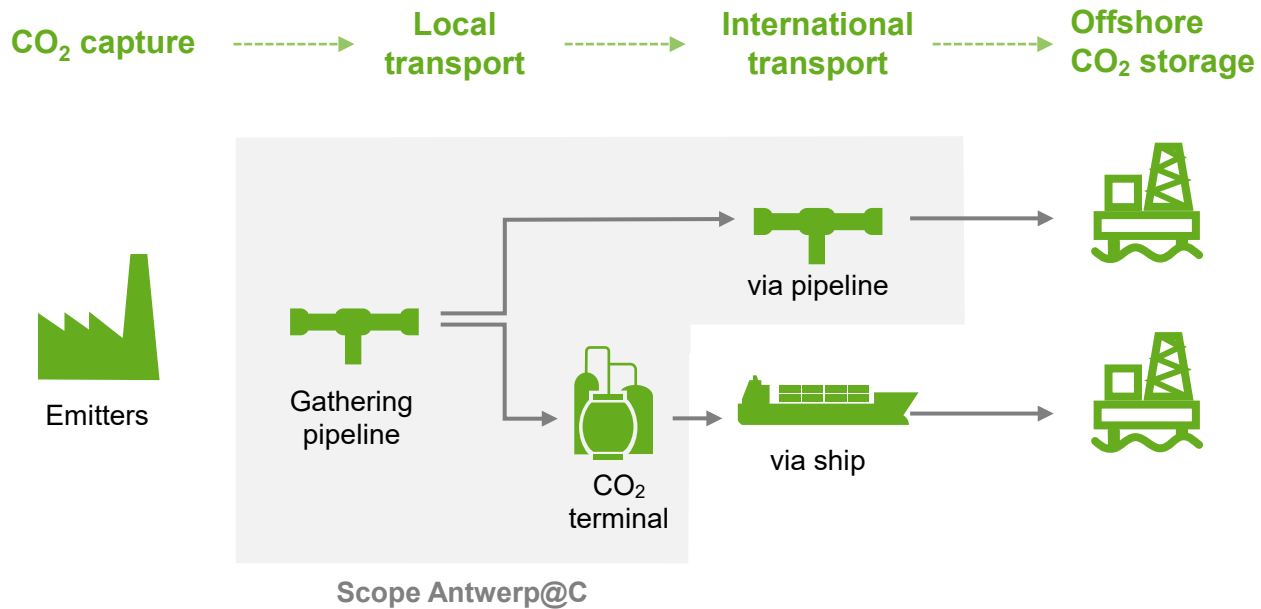 CO₂ capture
Local
transport
International
transport
Offshore
CO₂ storage
via pipeline
Emitters
Gathering
pipeline
via ship
CO₂
terminal
Scope Antwerp@C